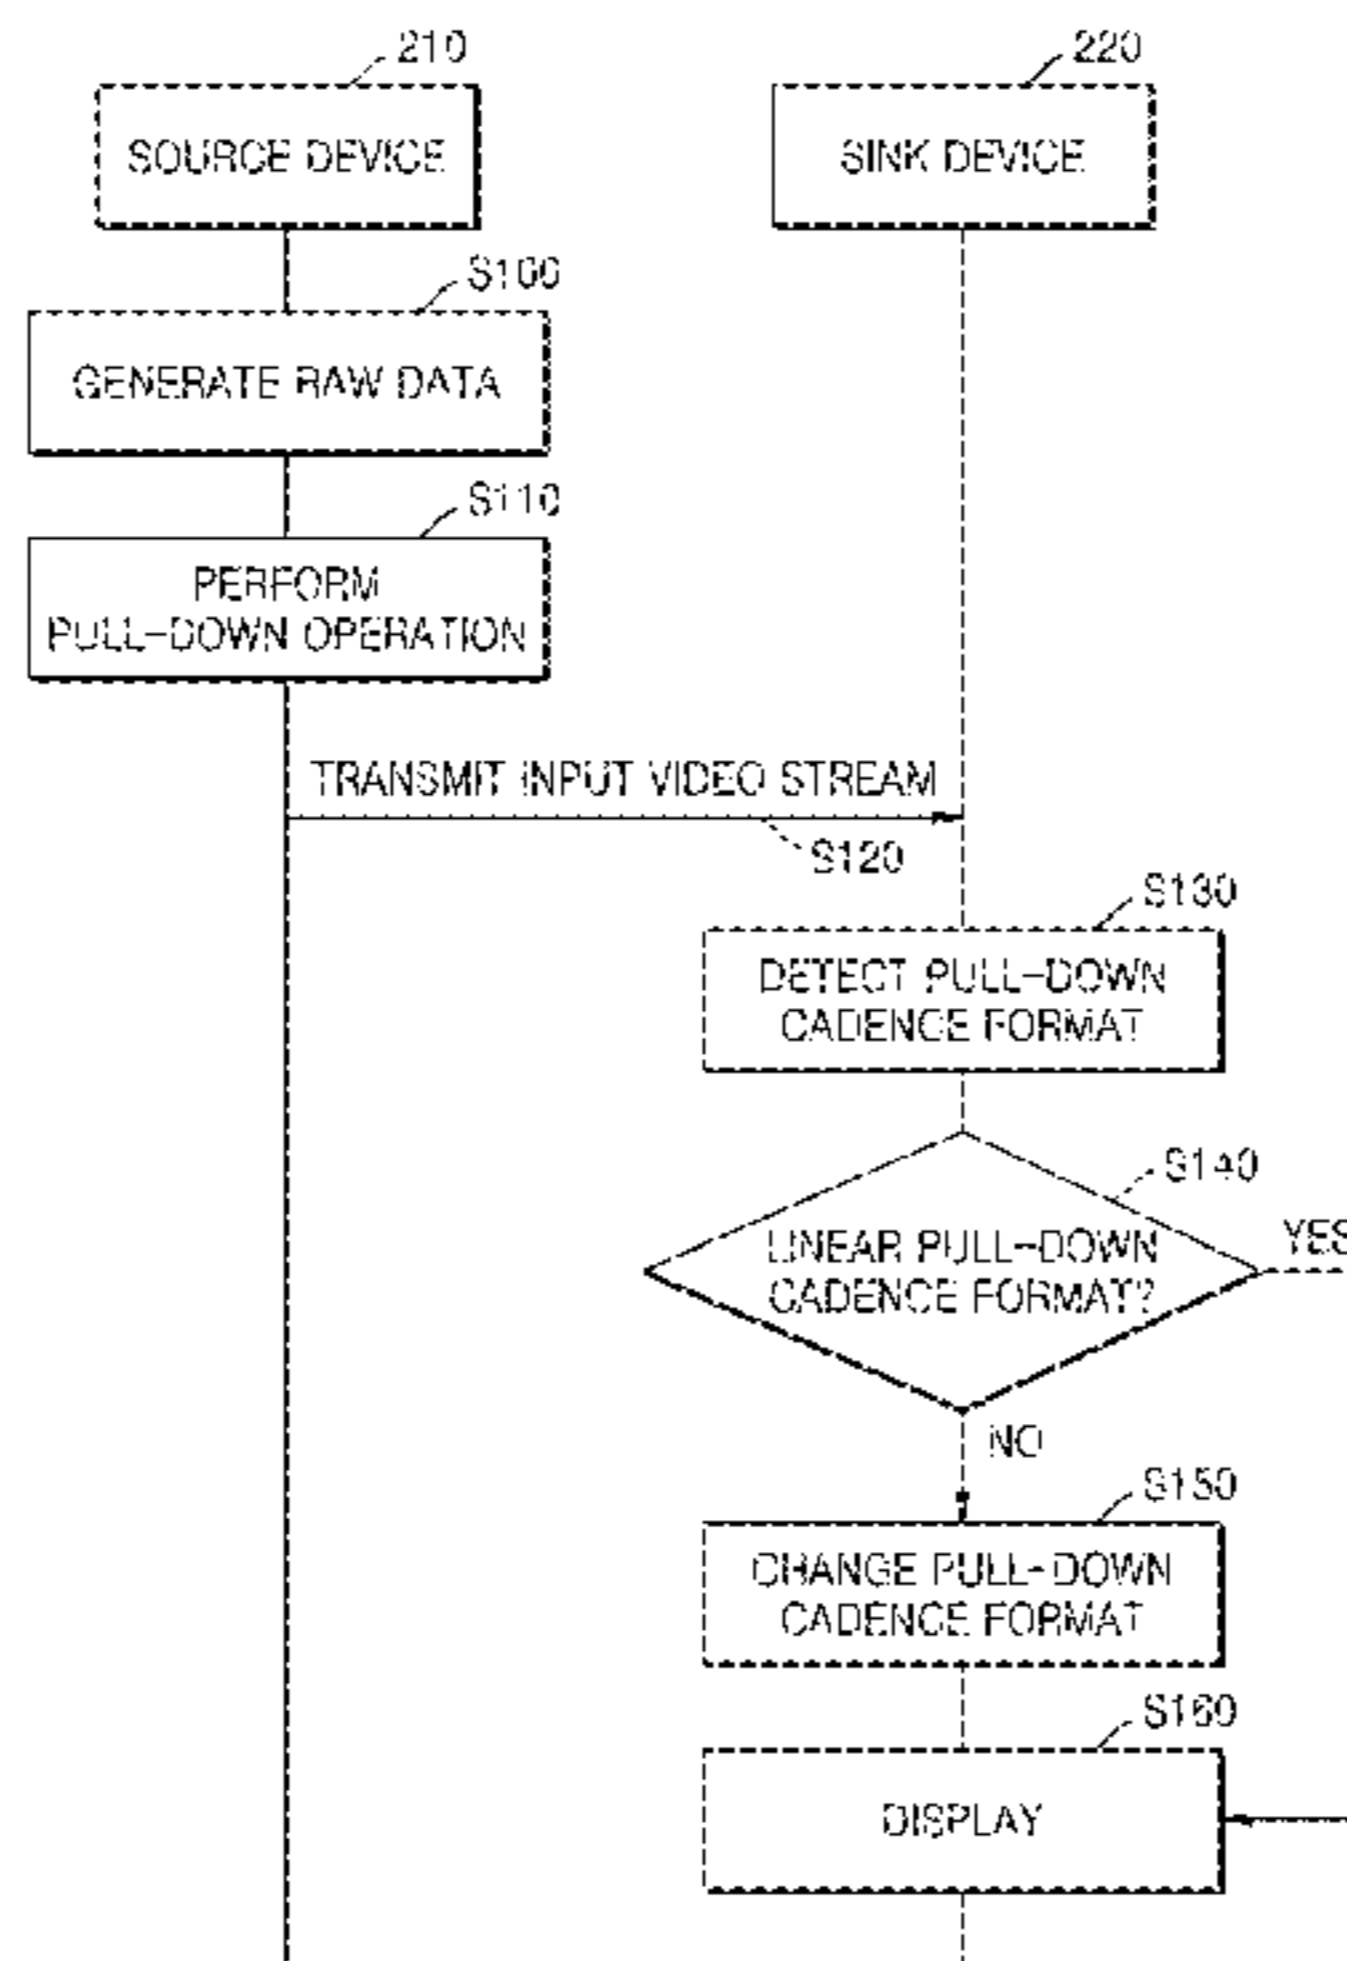 210
220
SOURCE DEVICE
SINK DEVICE
S100
GENERATE RAW DATA
S110
PERFORM
PULL-DOWN OPERATION
TRANSMIT INPUT VIDEO STREAM
S120
S130
DETECT PULL-DOWN
CADENCE FORMAT
S140
LINEAR PULL-DOWN
CADENCE FORMAT?
YES
NO
S150
CHANGE PULL-DOWN
CADENCE FORMAT
S160
DISPLAY